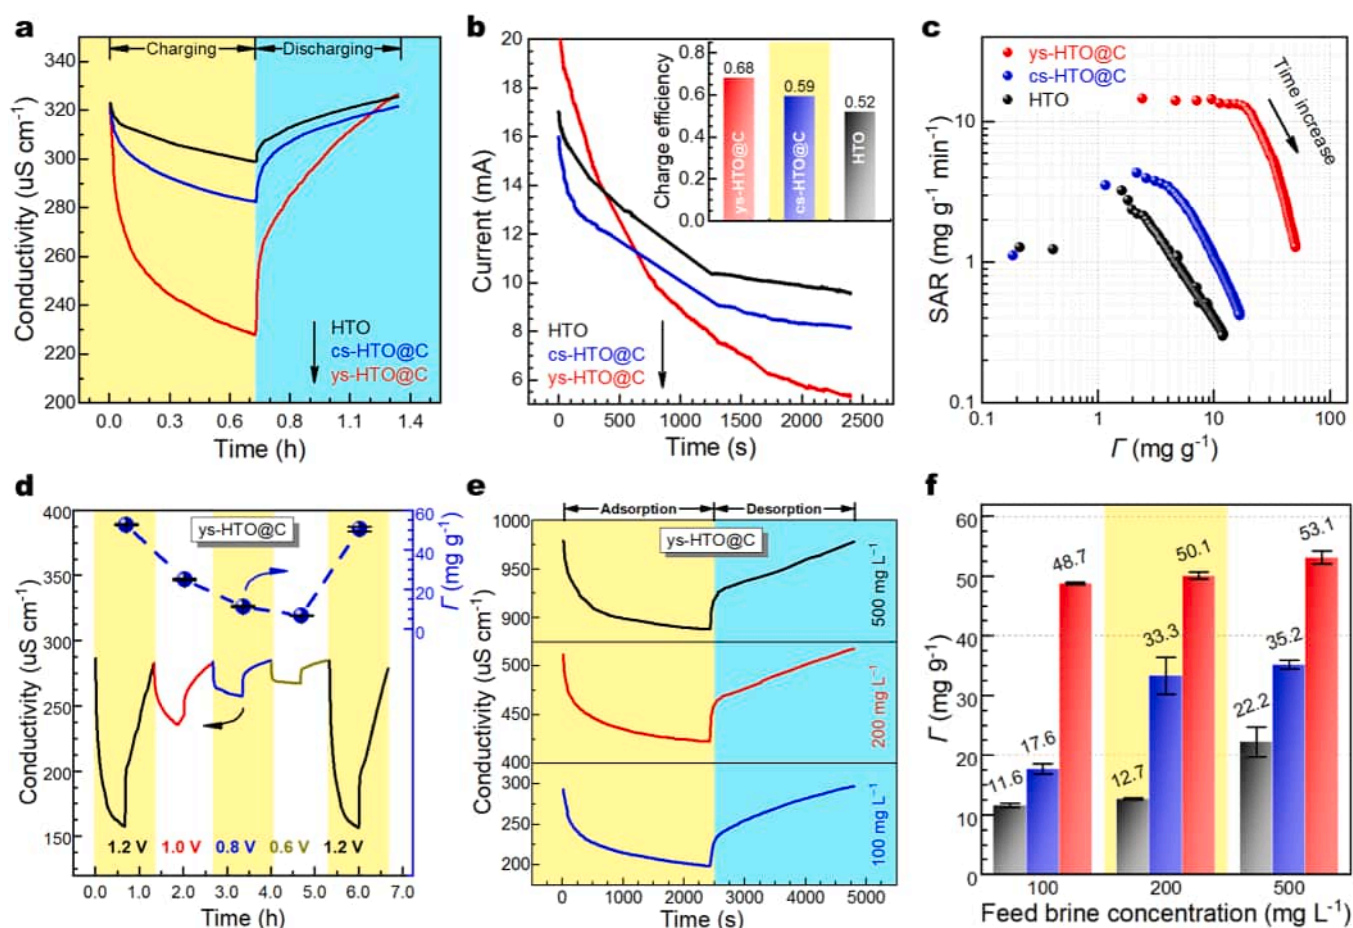 a
Charging
Discharging
340
320
300
280
260
240
220
200
Conductivity (uS cm⁻¹)
HTO
cs-HTO@C
ys-HTO@C
0.0 0.3 0.6 0.8 1.1 1.4
Time (h)
b
20
18
16
14
12
10
8
6
Current (mA)
0.8
0.6
0.4
0.2
0.0
Charge efficiency
0.68
0.59
0.52
ys-HTO@C
cs-HTO@C
HTO
HTO
cs-HTO@C
ys-HTO@C
0 500 1000 1500 2000 2500
Time (s)
c
ys-HTO@C
cs-HTO@C
HTO
Time increase
10
1
0.1
SAR (mg g⁻¹ min⁻¹)
0.1 1 10 100
Γ (mg g⁻¹)
d
ys-HTO@C
400
350
300
250
200
150
Conductivity (uS cm⁻¹)
60
40
20
0
Γ (mg g⁻¹)
1.2 V 1.0 V 0.8 V 0.6 V 1.2 V
0.0 1.0 2.0 3.0 4.0 5.0 6.0 7.0
Time (h)
e
Adsorption
Desorption
ys-HTO@C
1000
950
900
500
450
400
300
250
200
Conductivity (uS cm⁻¹)
500 mg L⁻¹
200 mg L⁻¹
100 mg L⁻¹
0 1000 2000 3000 4000 5000
Time (s)
f
60
50
40
30
20
10
0
Γ (mg g⁻¹)
11.6
17.6
48.7
12.7
33.3
50.1
22.2
35.2
53.1
100 200 500
Feed brine concentration (mg L⁻¹)